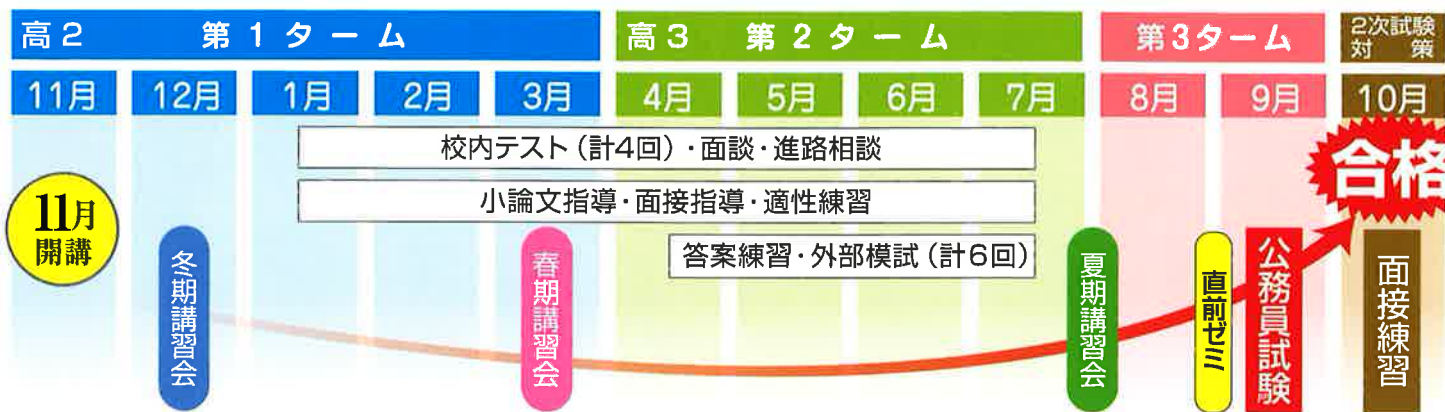 高2 第1ターム
高3 第2ターム
第3ターム
2次試験
対策
11月 12月 1月 2月 3月 4月 5月 6月 7月 8月 9月 10月
校内テスト（計4回）・面談・進路相談
合格
11月
開講
小論文指導・面接指導・適性練習
答案練習・外部模試（計6回）
冬期講習会
春期講習会
夏期講習会
直前ゼミ
公務員試験
面接練習